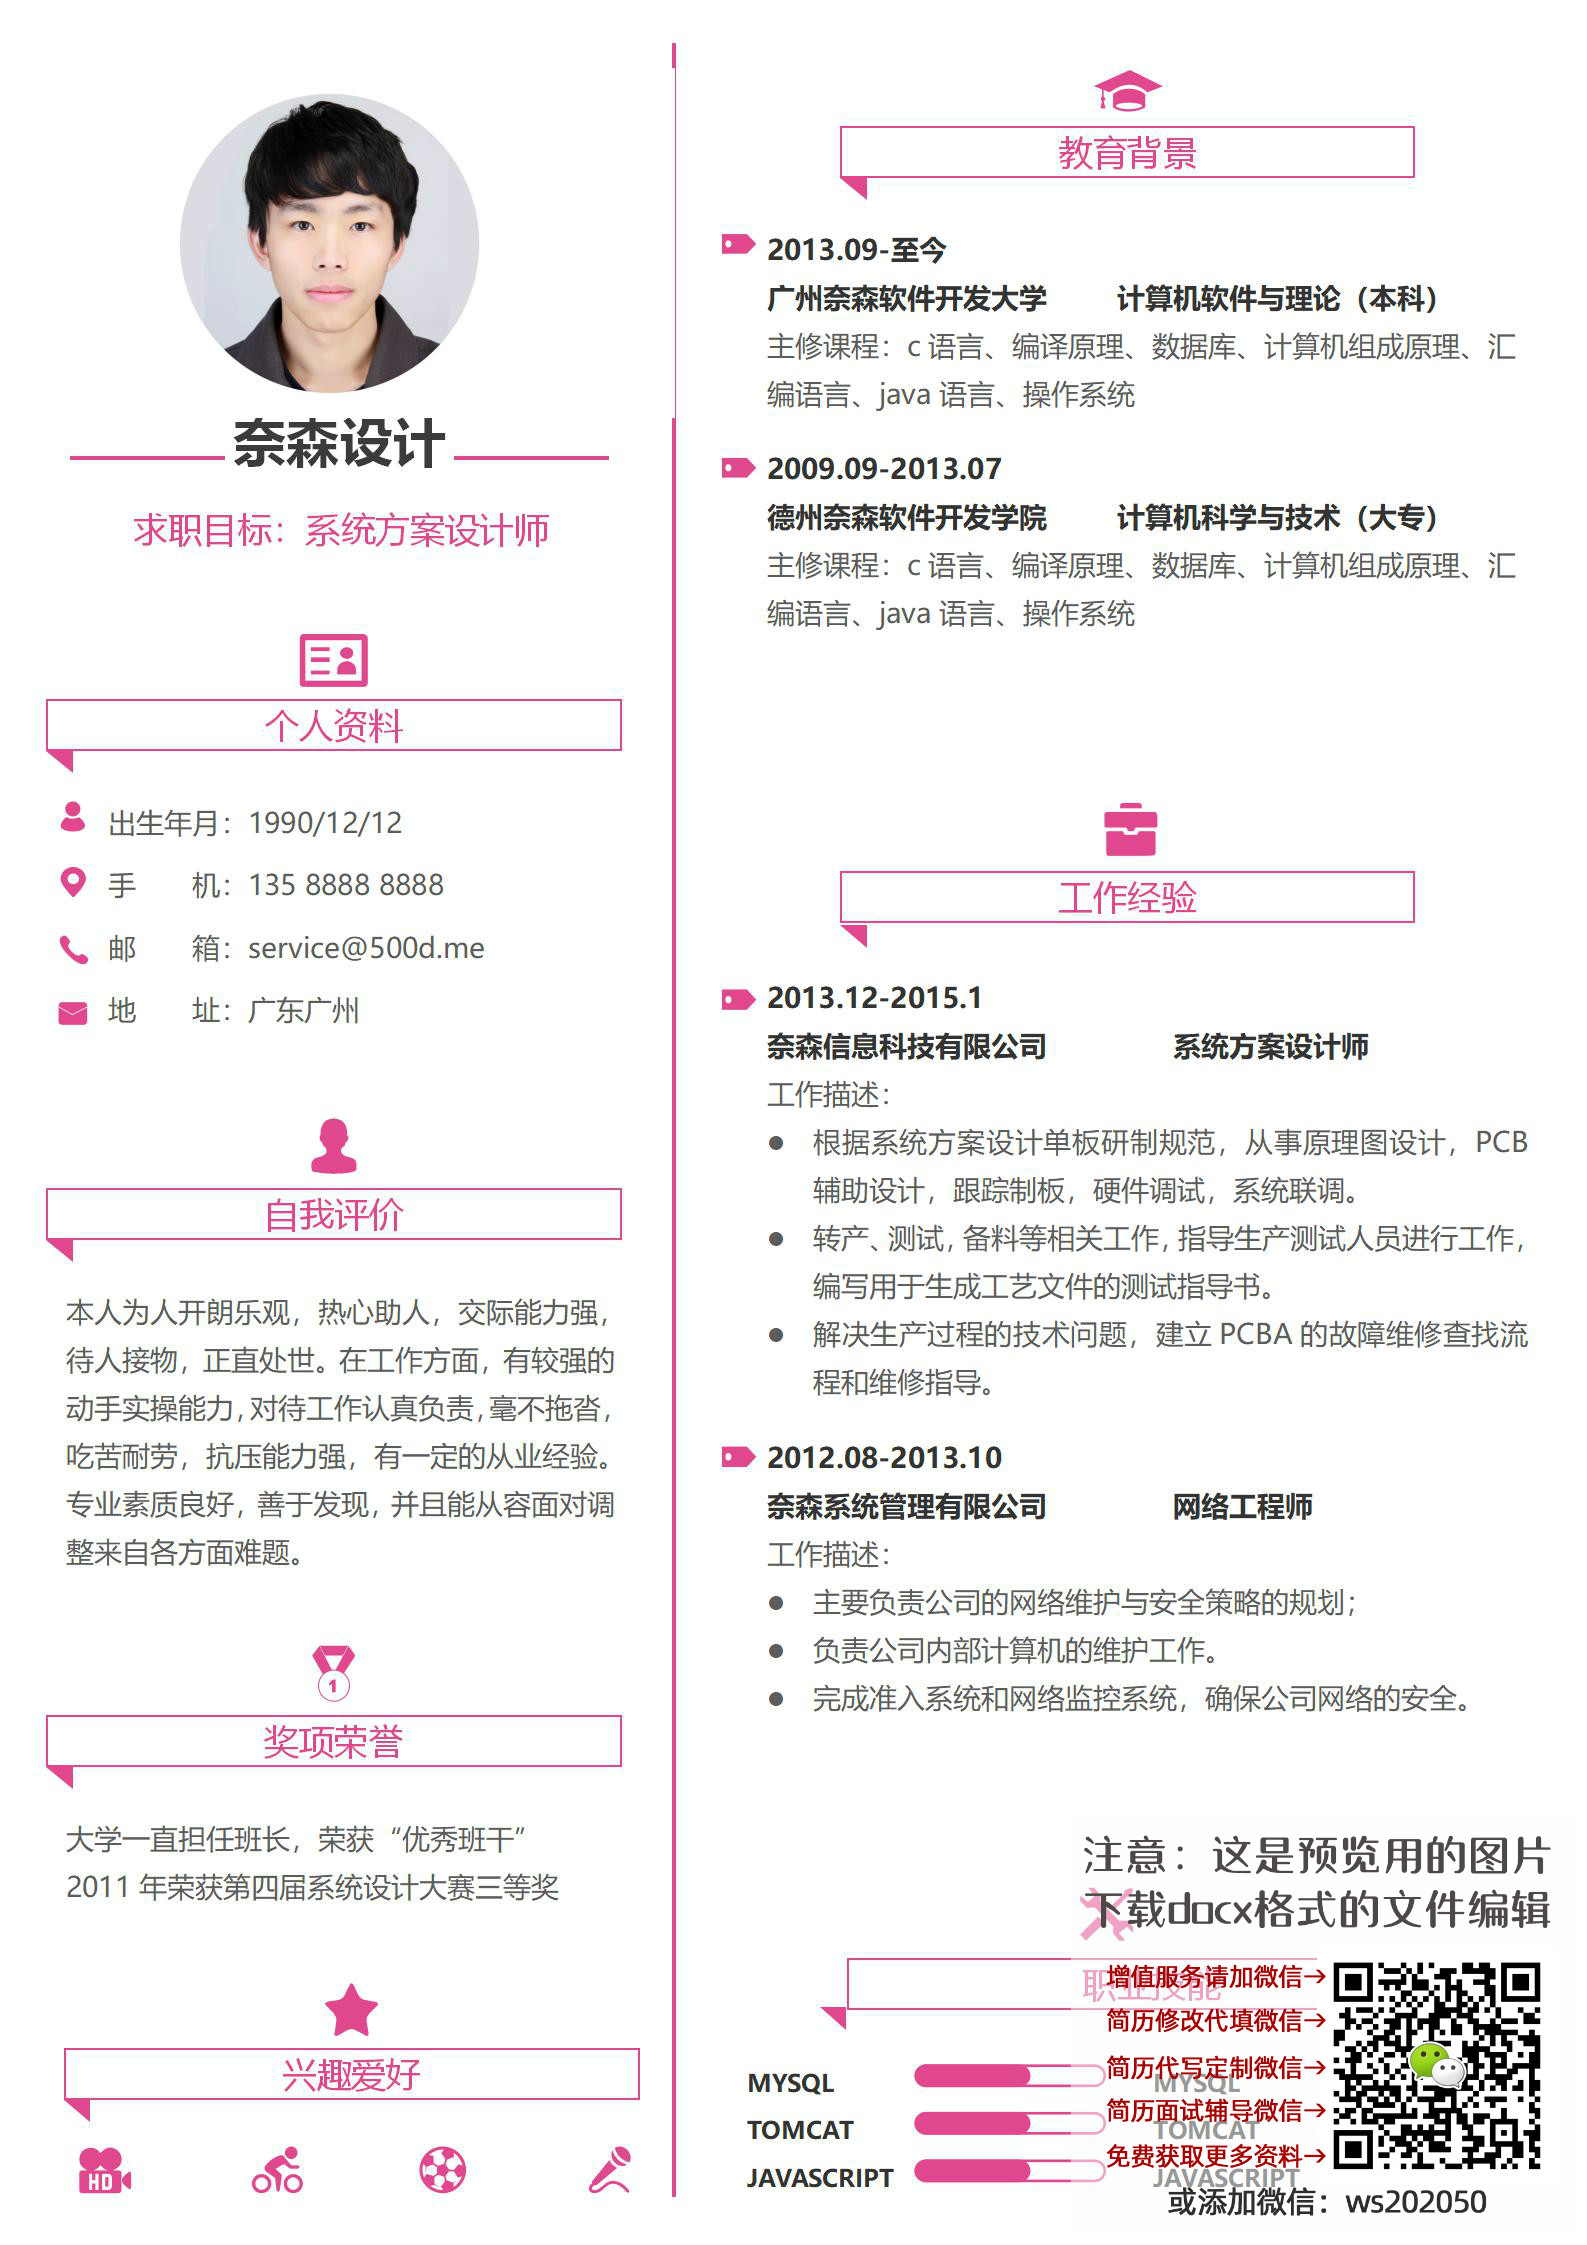 奈森设计
求职目标：系统方案设计师
个人资料
出生年月：1990/12/12
手 机：135 8888 8888
邮 箱：service@500d.me
地 址：广东广州
自我评价
本人为人开朗乐观，热心助人，交际能力强，
待人接物，正直处世。在工作方面，有较强的
动手实操能力，对待工作认真负责，毫不拖沓，
吃苦耐劳，抗压能力强，有一定的从业经验。
专业素质良好，善于发现，并且能从容面对调
整来自各方面难题。
1
奖项荣誉
大学一直担任班长，荣获“优秀班干”
2011 年荣获第四届系统设计大赛三等奖
兴趣爱好
HD
教育背景
2013.09-至今
广州奈森软件开发大学 计算机软件与理论（本科）
主修课程：c 语言、编译原理、数据库、计算机组成原理、汇
编语言、java 语言、操作系统
2009.09-2013.07
德州奈森软件开发学院 计算机科学与技术（大专）
主修课程：c 语言、编译原理、数据库、计算机组成原理、汇
编语言、java 语言、操作系统
工作经验
2013.12-2015.1
奈森信息科技有限公司 系统方案设计师
工作描述：
● 根据系统方案设计单板研制规范，从事原理图设计，PCB
辅助设计，跟踪制板，硬件调试，系统联调。
● 转产、测试，备料等相关工作，指导生产测试人员进行工作，
编写用于生成工艺文件的测试指导书。
● 解决生产过程的技术问题，建立 PCBA 的故障维修查找流
程和维修指导。
2012.08-2013.10
奈森系统管理有限公司 网络工程师
工作描述：
● 主要负责公司的网络维护与安全策略的规划；
● 负责公司内部计算机的维护工作。
● 完成准入系统和网络监控系统，确保公司网络的安全。
注意：这是预览用的图片
下载docx格式的文件编辑
职业技能
增值服务请加微信→
简历修改代填微信→
简历代写定制微信→
简历面试辅导微信→
免费获取更多资料→
MYSQL MYSQL
TOMCAT TOMCAT
JAVASCRIPT JAVASCRIPT
或添加微信：ws202050